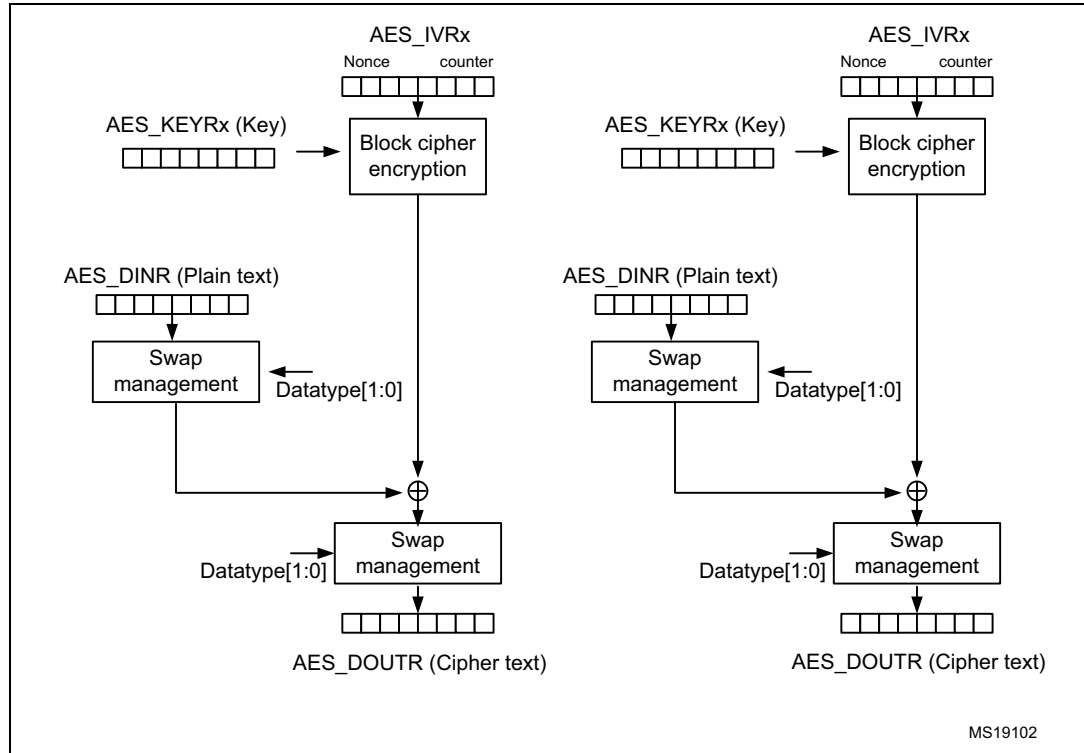 AES_IVRx
Nonce counter
AES_KEYRx (Key)
Block cipher
encryption
AES_DINR (Plain text)
Swap
management
Datatype[1:0]
Swap
management
Datatype[1:0]
AES_DOUTR (Cipher text)
AES_IVRx
Nonce counter
AES_KEYRx (Key)
Block cipher
encryption
AES_DINR (Plain text)
Swap
management
Datatype[1:0]
Swap
management
Datatype[1:0]
AES_DOUTR (Cipher text)
MS19102